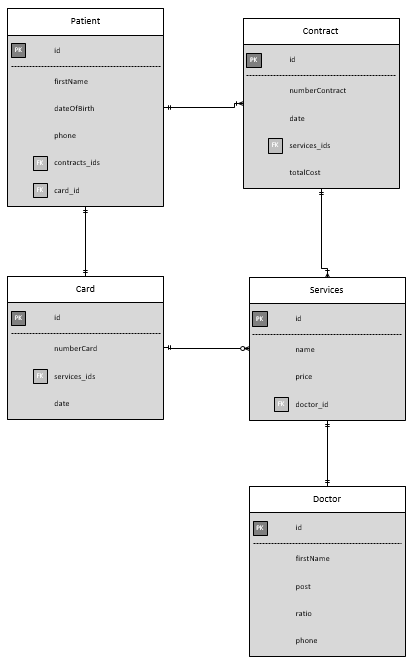 Patient
PK id
firstName
dateOfBirth
phone
FK contracts_ids
FK card_id
Contract
PK id
numberContract
date
FK services_ids
totalCost
Card
PK id
numberCard
FK services_ids
date
Services
PK id
name
price
FK doctor_id
Doctor
PK id
firstName
post
ratio
phone